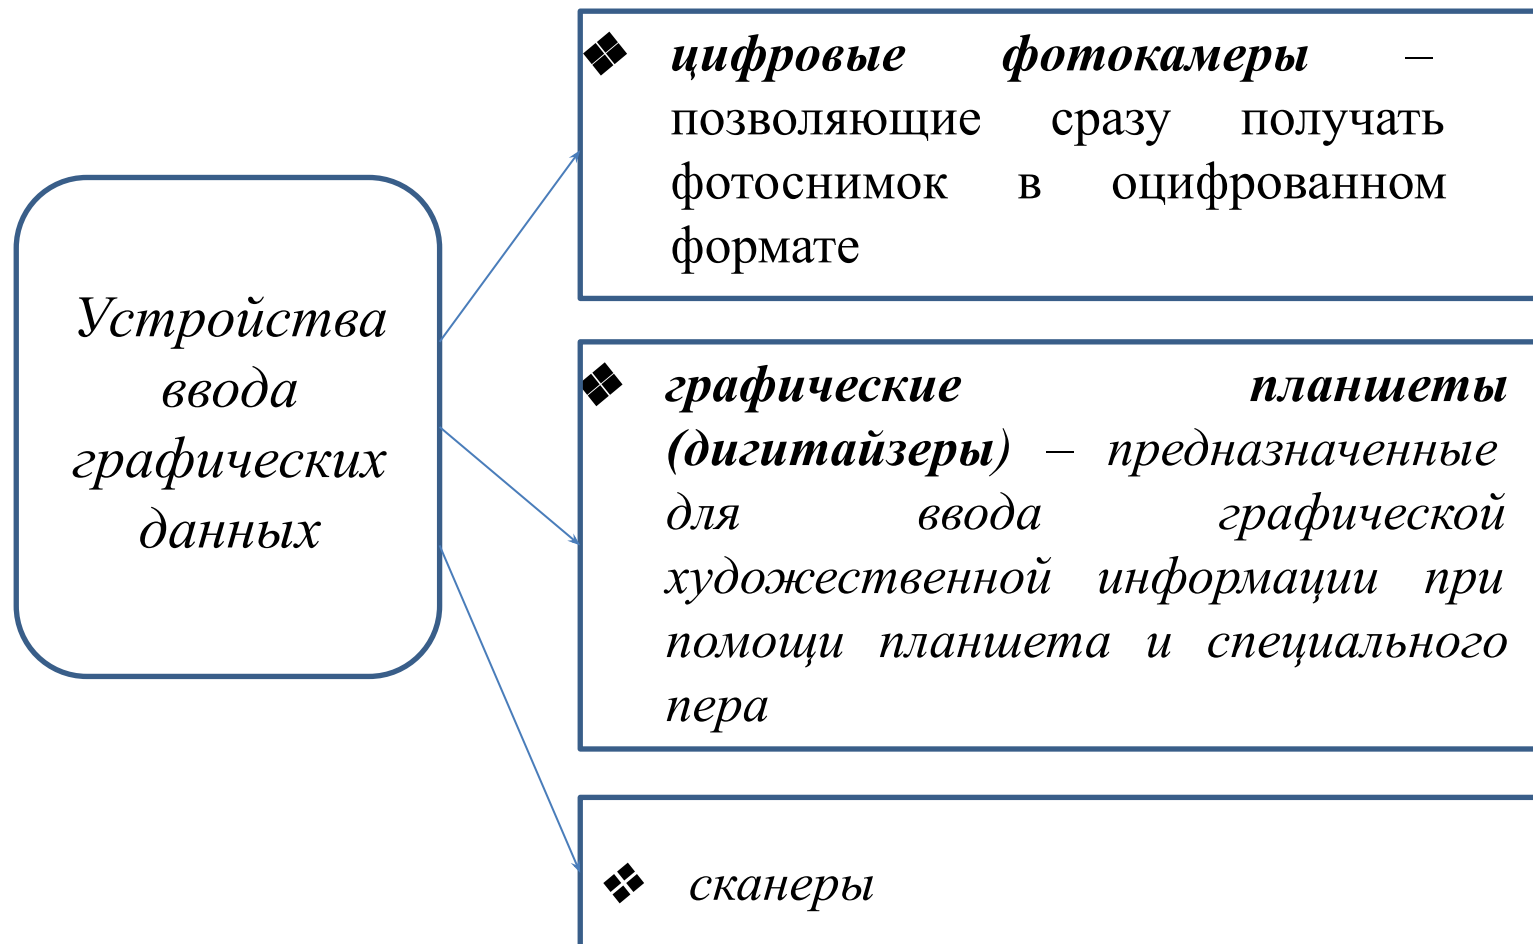 Устройства
ввода
графических
данных
❖ цифровые фотокамеры –
позволяющие сразу получать
фотоснимок в оцифрованном
формате
❖ графические планшеты
(дигитайзеры) – предназначенные
для ввода графической
художественной информации при
помощи планшета и специального
пера
❖ сканеры